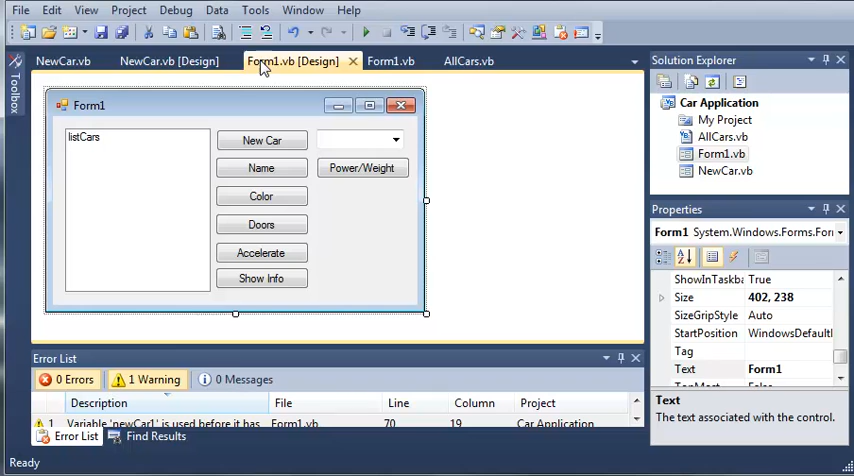 File Edit View Project Debug Data Tools Window Help
NewCar.vb NewCar.vb [Design] Form1.vb [Design] Form1.vb AllCars.vb
Toolbox
Form1
listCars
New Car
Name
Power/Weight
Color
Doors
Accelerate
Show Info
Solution Explorer
Car Application
My Project
AllCars.vb
Form1.vb
NewCar.vb
Properties
Form1 System.Windows.Forms.For
ShowInTaskba True
Size 402, 238
SizeGripStyle Auto
StartPosition WindowsDefaultl
Tag
Text Form1
Text
The text associated with the control.
Error List
0 Errors 1 Warning 0 Messages
Description File Line Column Project
1 Variable 'newCar1' is used before it has Form1.vb 70 19 Car Application
Error List Find Results
Ready